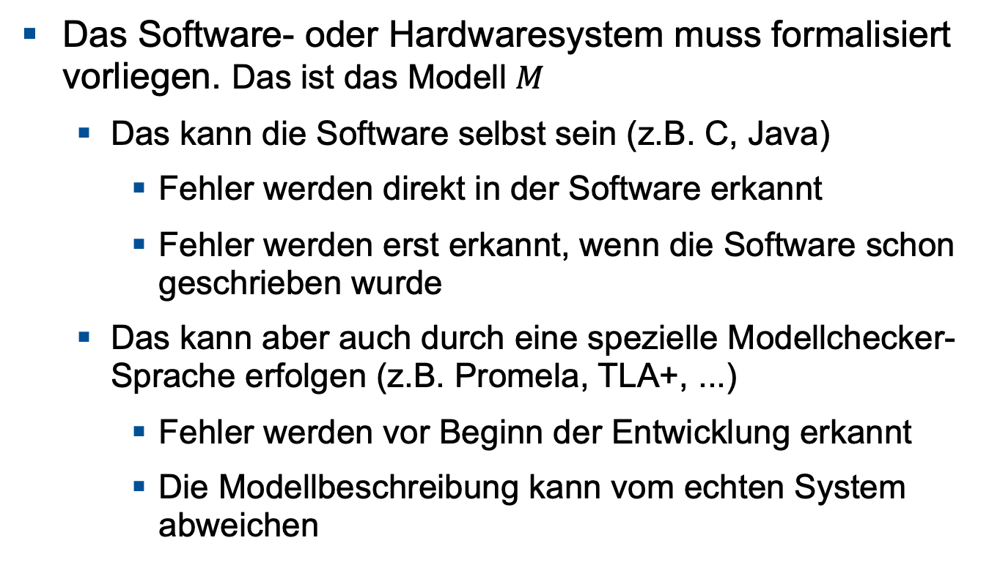 Das Software- oder Hardwaresystem muss formalisiert
vorliegen. Das ist das Modell M
Das kann die Software selbst sein (z.B. C, Java)
Fehler werden direkt in der Software erkannt
Fehler werden erst erkannt, wenn die Software schon
geschrieben wurde
Das kann aber auch durch eine spezielle Modellchecker-
Sprache erfolgen (z.B. Promela, TLA+, ...)
Fehler werden vor Beginn der Entwicklung erkannt
Die Modellbeschreibung kann vom echten System
abweichen